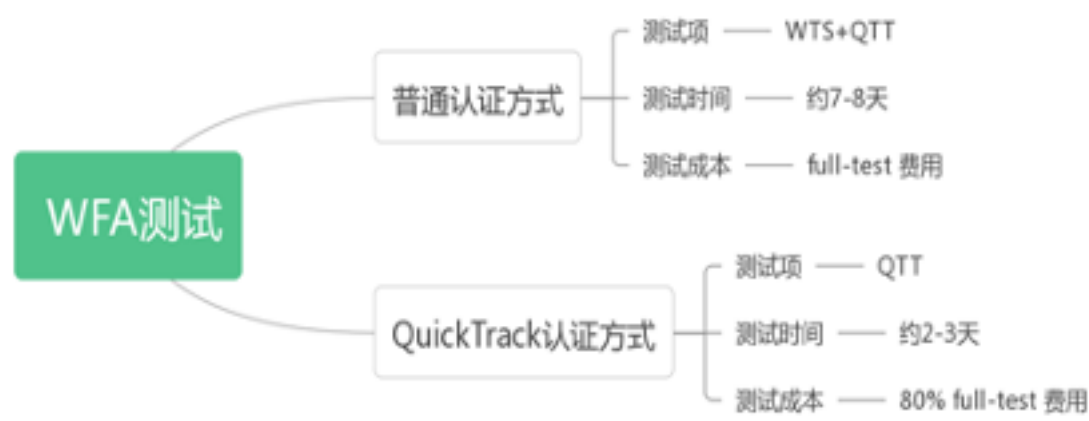 WFA测试
普通认证方式
测试项 WTS+QTT
测试时间 约7-8天
测试成本 full-test 费用
QuickTrack认证方式
测试项 QTT
测试时间 约2-3天
测试成本 80% full-test 费用